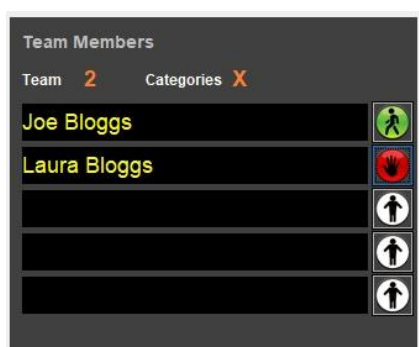 Team Members
Team 2 Categories X
Joe Bloggs
Laura Bloggs